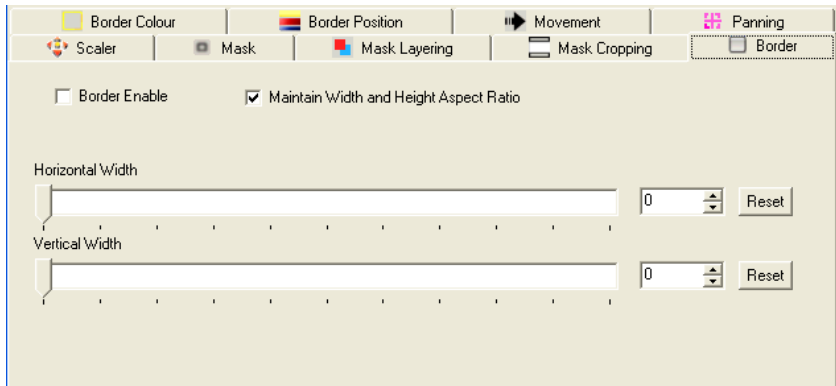 Border Colour Border Position Movement Panning
Scaler Mask Mask Layering Mask Cropping Border
Border Enable Maintain Width and Height Aspect Ratio
Horizontal Width
0 Reset
Vertical Width
0 Reset